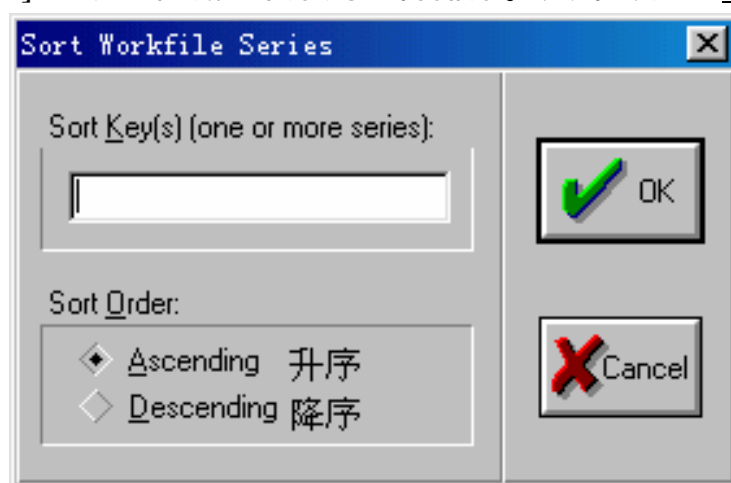 Sort Workfile Series
Sort Key(s) (one or more series):
OK
Sort Order:
Ascending 升序
Descending 降序
Cancel